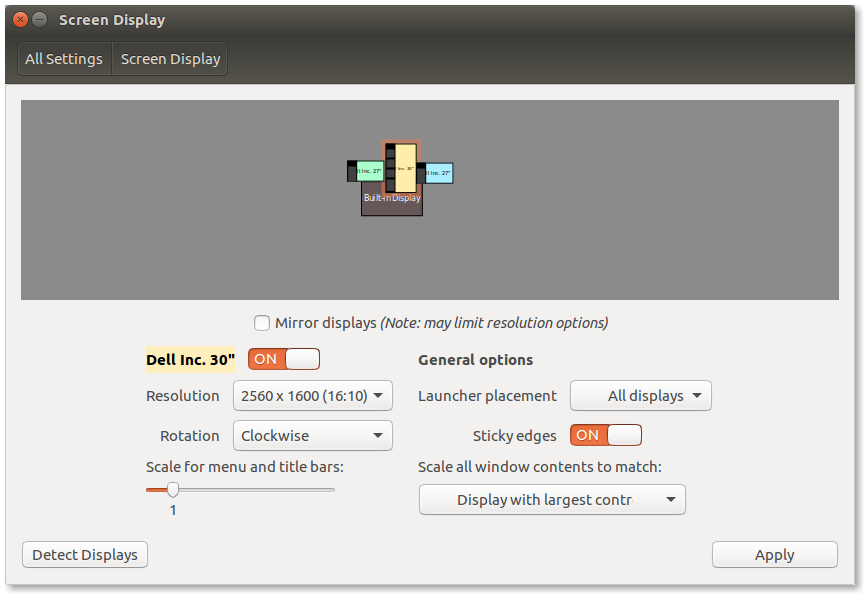 Screen Display
All Settings Screen Display
ll Inc. 27"
Inc. 30"
ll Inc. 27"
Built-in Display
Mirror displays (Note: may limit resolution options)
Dell Inc. 30" ON
General options
Resolution 2560 x 1600 (16:10)
Launcher placement All displays
Rotation Clockwise
Sticky edges ON
Scale for menu and title bars:
Scale all window contents to match:
1
Display with largest contr
Detect Displays
Apply